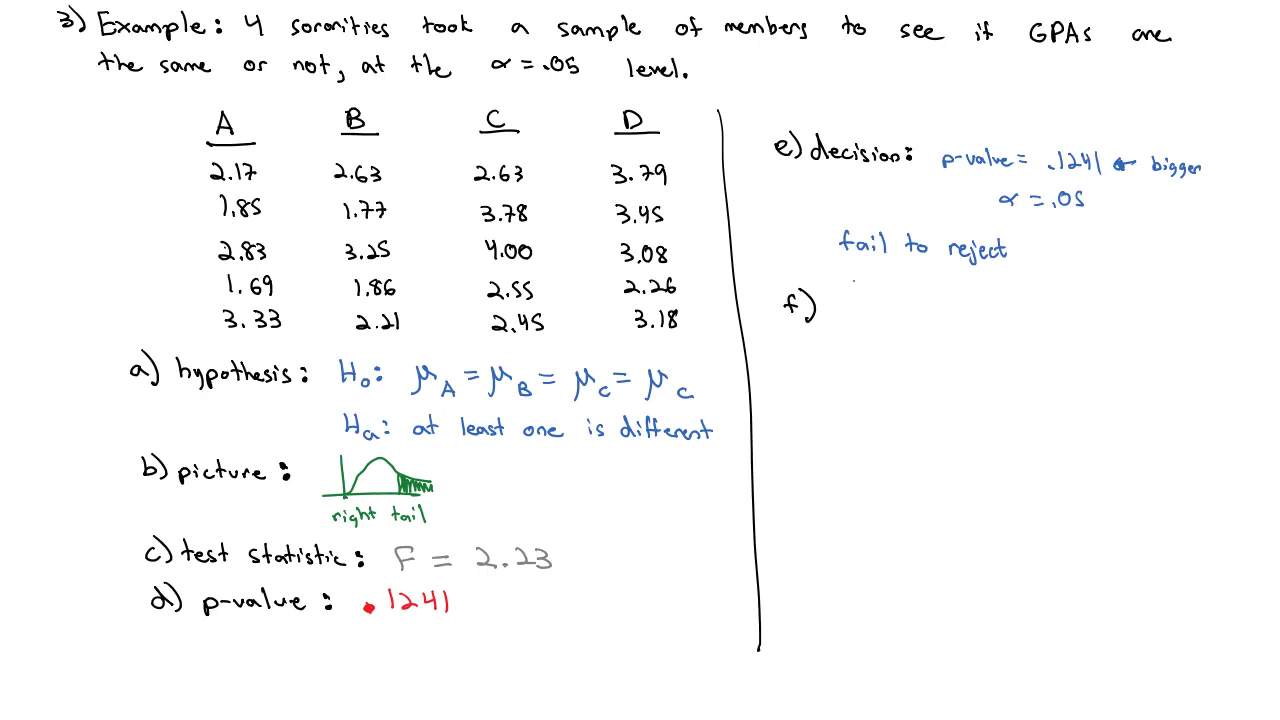 3) Example: 4 sororities took a sample of members to see if GPAs are
the same or not, at the α = .05 level.
A B C D
2.17 2.63 2.63 3.79
1.85 1.77 3.78 3.45
2.83 3.25 4.00 3.08
1.69 1.86 2.55 2.26
3.33 2.21 2.45 3.18
a) hypothesis: H₀: μ_A = μ_B = μ_C = μ_C
Hₐ: at least one is different
b) picture:
right tail
c) test statistic: F = 2.23
d) p-value: .1241
e) decision: p-value = .1241 ← bigger
α = .05
fail to reject
f)